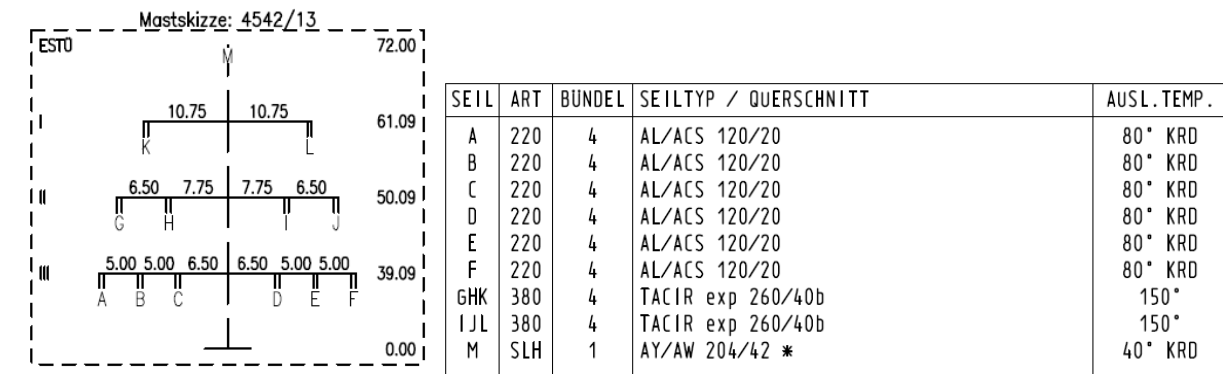 Mastskizze: 4542/13
ESTÜ
72.00
M
10.75 10.75
I
61.09
K L
6.50 7.75 7.75 6.50
II
50.09
G H I J
5.00 5.00 6.50 6.50 5.00 5.00
III
39.09
A B C D E F
0.00
SEIL ART BÜNDEL SEILTYP / QUERSCHNITT AUSL.TEMP.
A 220 4 AL/ACS 120/20 80° KRD
B 220 4 AL/ACS 120/20 80° KRD
C 220 4 AL/ACS 120/20 80° KRD
D 220 4 AL/ACS 120/20 80° KRD
E 220 4 AL/ACS 120/20 80° KRD
F 220 4 AL/ACS 120/20 80° KRD
GHK 380 4 TACIR exp 260/40b 150°
IJL 380 4 TACIR exp 260/40b 150°
M SLH 1 AY/AW 204/42 * 40° KRD